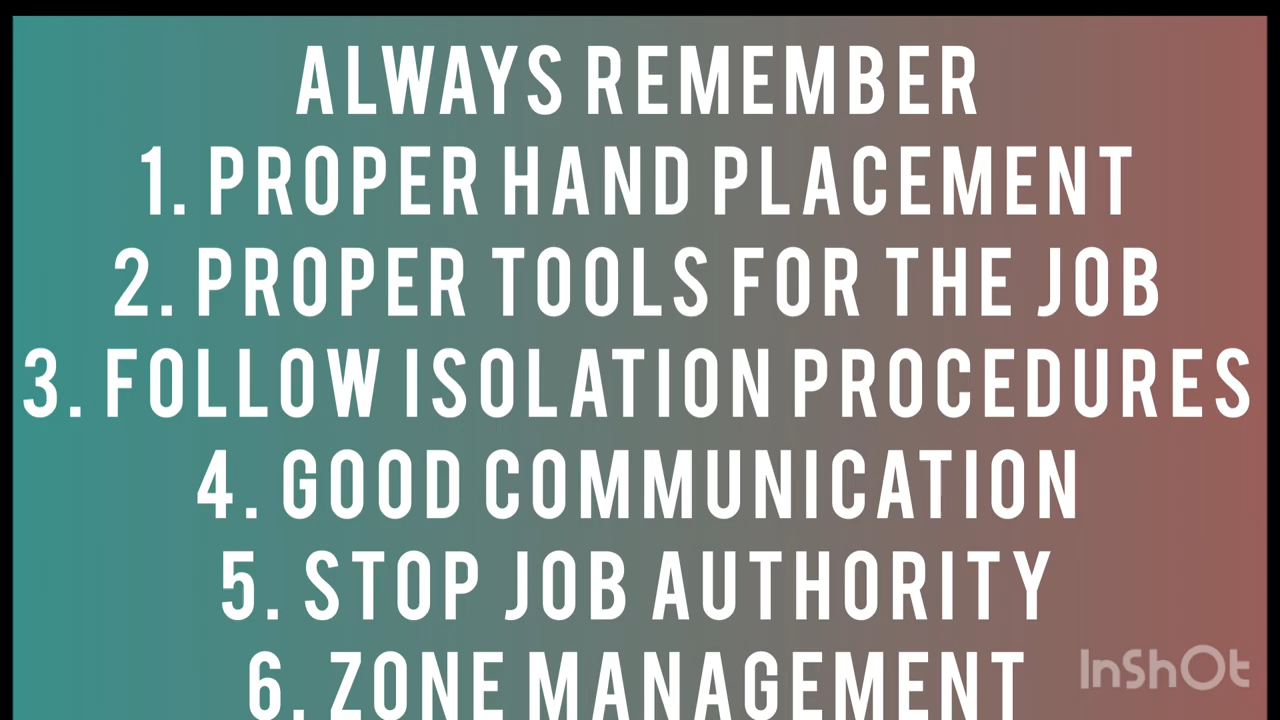 ALWAYS REMEMBER
1. PROPER HAND PLACEMENT
2. PROPER TOOLS FOR THE JOB
3. FOLLOW ISOLATION PROCEDURES
4. GOOD COMMUNICATION
5. STOP JOB AUTHORITY
6. ZONE MANAGEMENT
InShOt